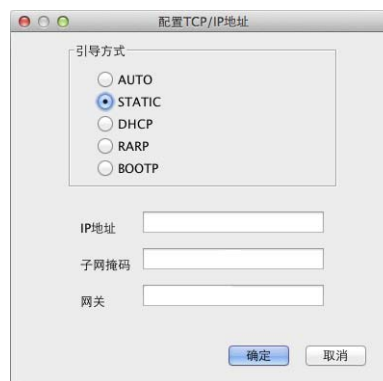 配置TCP/IP地址
引导方式
AUTO
STATIC
DHCP
RARP
BOOTP
IP地址
子网掩码
网关
确定
取消